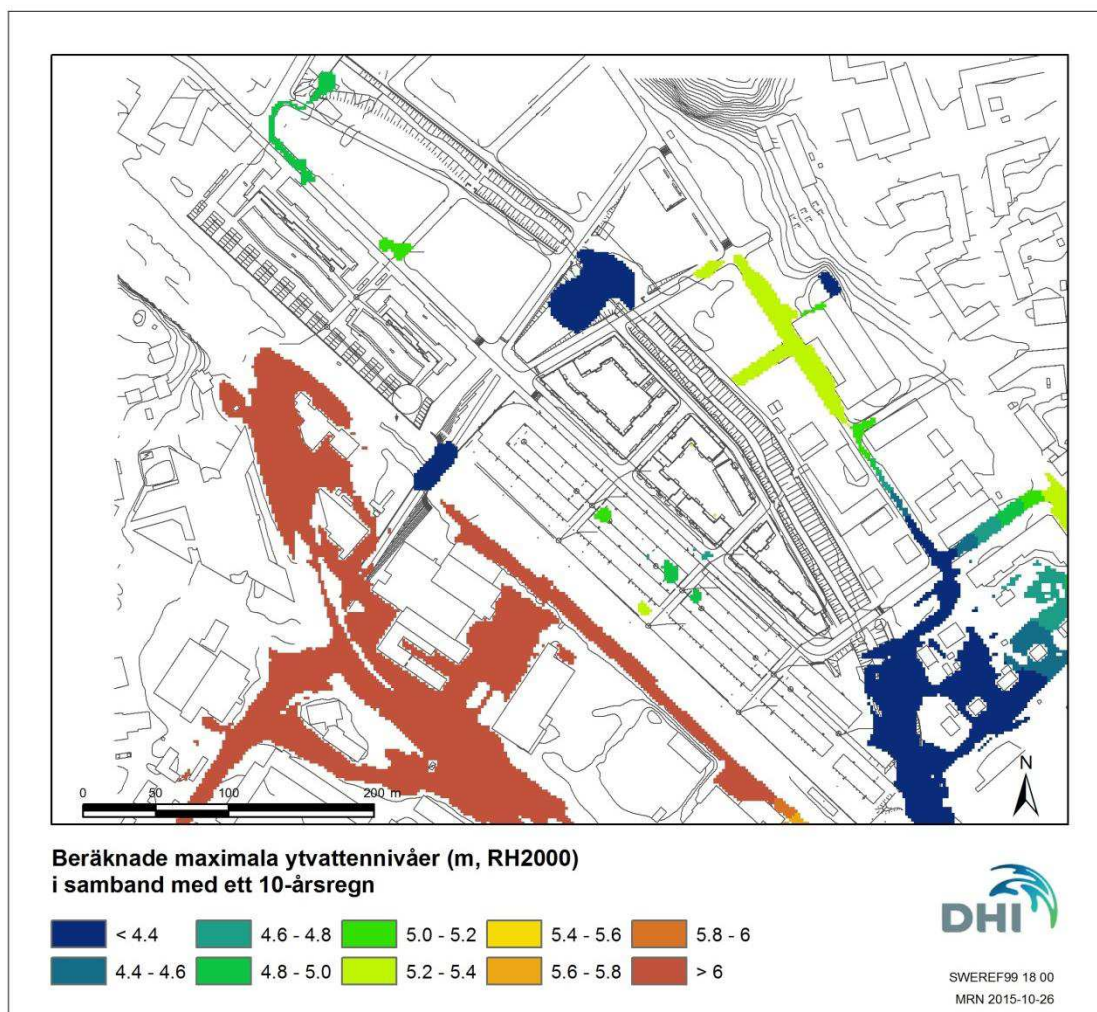 N
0 50 100 200 m
Beräknade maximala ytvattennivåer (m, RH2000)
i samband med ett 10-årsregn
< 4.4 4.6 - 4.8 5.0 - 5.2 5.4 - 5.6 5.8 - 6
4.4 - 4.6 4.8 - 5.0 5.2 - 5.4 5.6 - 5.8 > 6
DHI
SWEREF99 18 00
MRN 2015-10-26